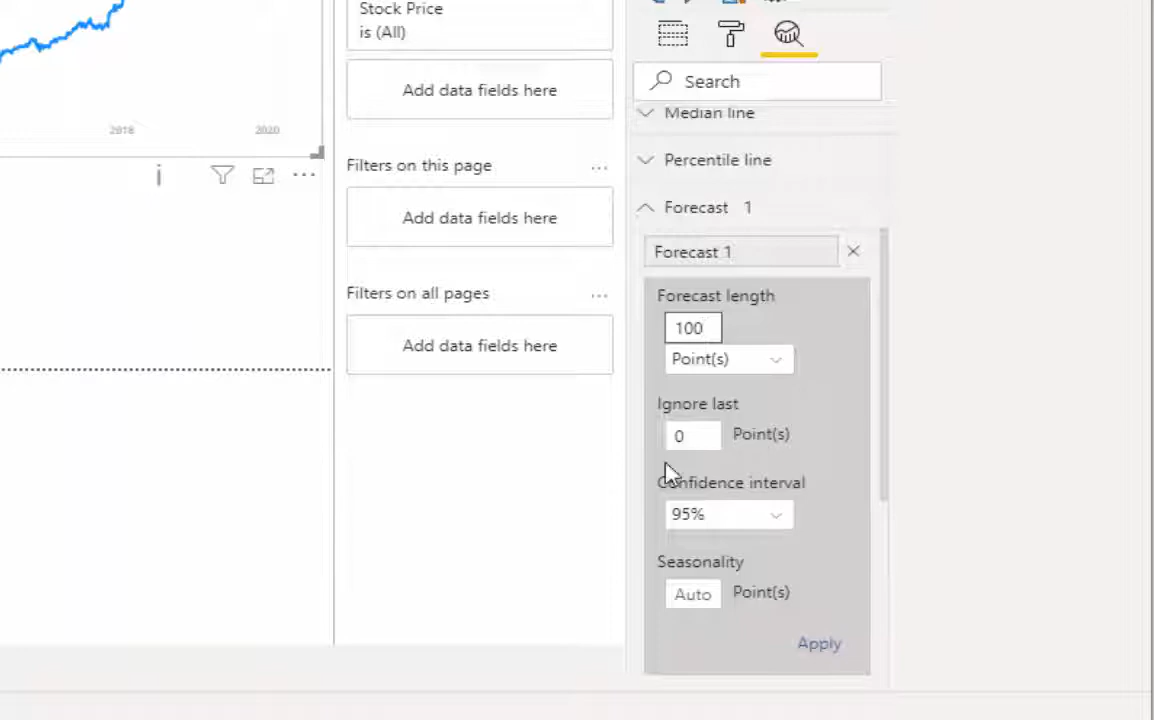 Stock Price
is (All)
Add data fields here
2018
2020
Filters on this page
...
Add data fields here
Filters on all pages
...
Add data fields here
Search
Median line
Percentile line
Forecast 1
Forecast 1
Forecast length
100
Point(s)
Ignore last
0 Point(s)
Confidence interval
95%
Seasonality
Auto Point(s)
Apply